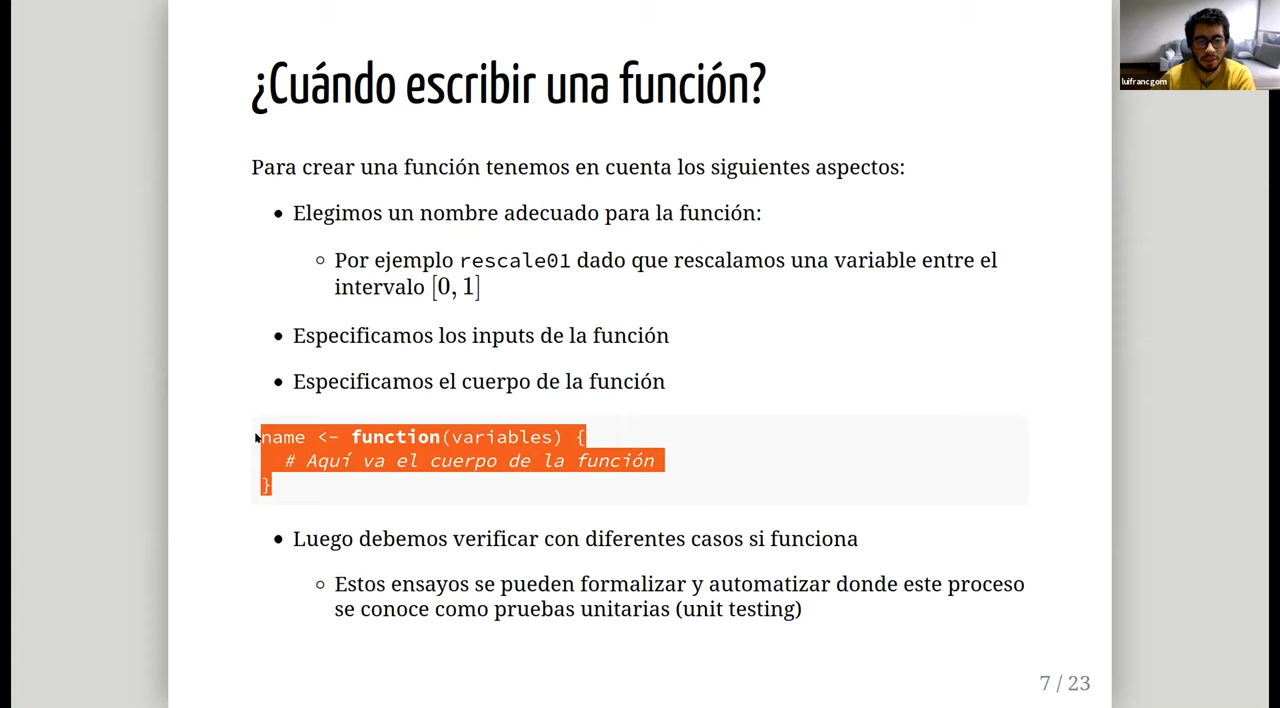 ¿Cuándo escribir una función?
luifrancgom
Para crear una función tenemos en cuenta los siguientes aspectos:
• Elegimos un nombre adecuado para la función:
◦ Por ejemplo rescale01 dado que rescalamos una variable entre el
intervalo [0, 1]
• Especificamos los inputs de la función
• Especificamos el cuerpo de la función
name <- function(variables) {
# Aquí va el cuerpo de la función
}
• Luego debemos verificar con diferentes casos si funciona
◦ Estos ensayos se pueden formalizar y automatizar donde este proceso
se conoce como pruebas unitarias (unit testing)
7 / 23